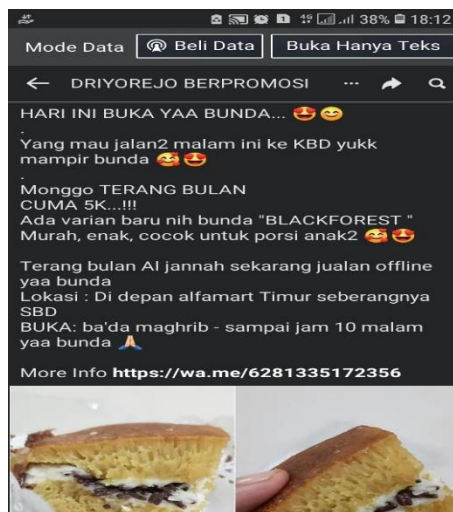 38% 18:12
Mode Data Beli Data Buka Hanya Teks
DRIYOREJO BERPROMOSI ...
HARI INI BUKA YAA BUNDA... 🤩😊
.
Yang mau jalan2 malam ini ke KBD yukk
mampir bunda 🥰🤩
.
Monggo TERANG BULAN
CUMA 5K...!!!
Ada varian baru nih bunda "BLACKFOREST "
Murah, enak, cocok untuk porsi anak2 🥰🤩
Terang bulan Al jannah sekarang jualan offline
yaa bunda
Lokasi : Di depan alfamart Timur seberangnya
SBD
BUKA: ba'da maghrib - sampai jam 10 malam
yaa bunda 🙏🏻
More Info https://wa.me/6281335172356